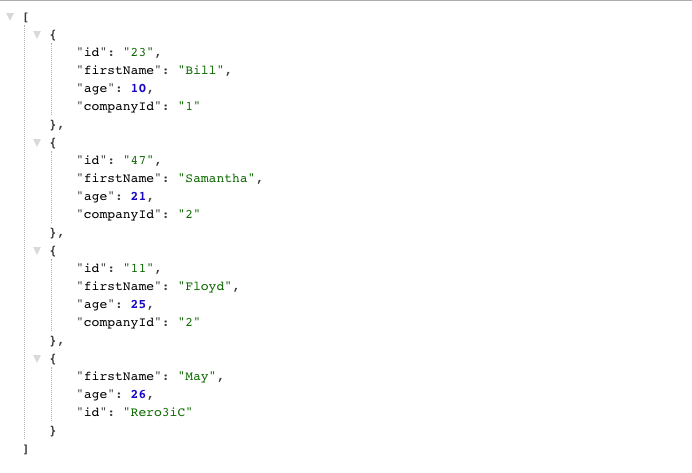 [
{
"id": "23",
"firstName": "Bill",
"age": 10,
"companyId": "1"
},
{
"id": "47",
"firstName": "Samantha",
"age": 21,
"companyId": "2"
},
{
"id": "11",
"firstName": "Floyd",
"age": 25,
"companyId": "2"
},
{
"firstName": "May",
"age": 26,
"id": "Rero3iC"
}
]